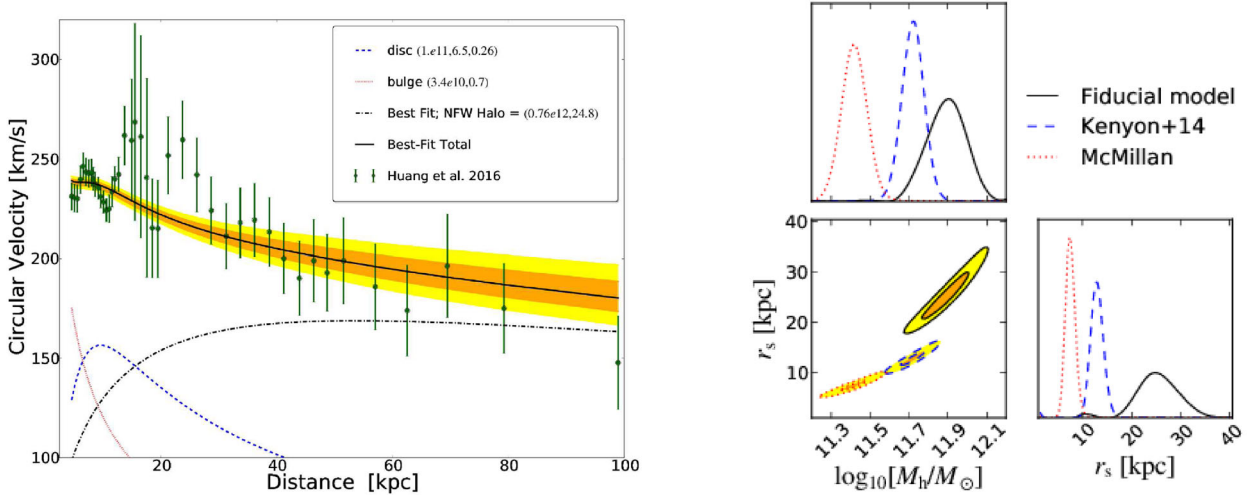 Circular Velocity [km/s]
300
250
200
150
100
20
40
60
80
100
Distance [kpc]
disc (1.e11,6.5,0.26)
bulge (3.4e10,0.7)
Best Fit; NFW Halo = (0.76e12,24.8)
Best-Fit Total
Huang et al. 2016
Fiducial model
Kenyon+14
McMillan
r_s [kpc]
40
30
20
10
11.3
11.5
11.7
11.9
12.1
log₁₀[M_h/M_⊙]
10
20
30
40
r_s [kpc]